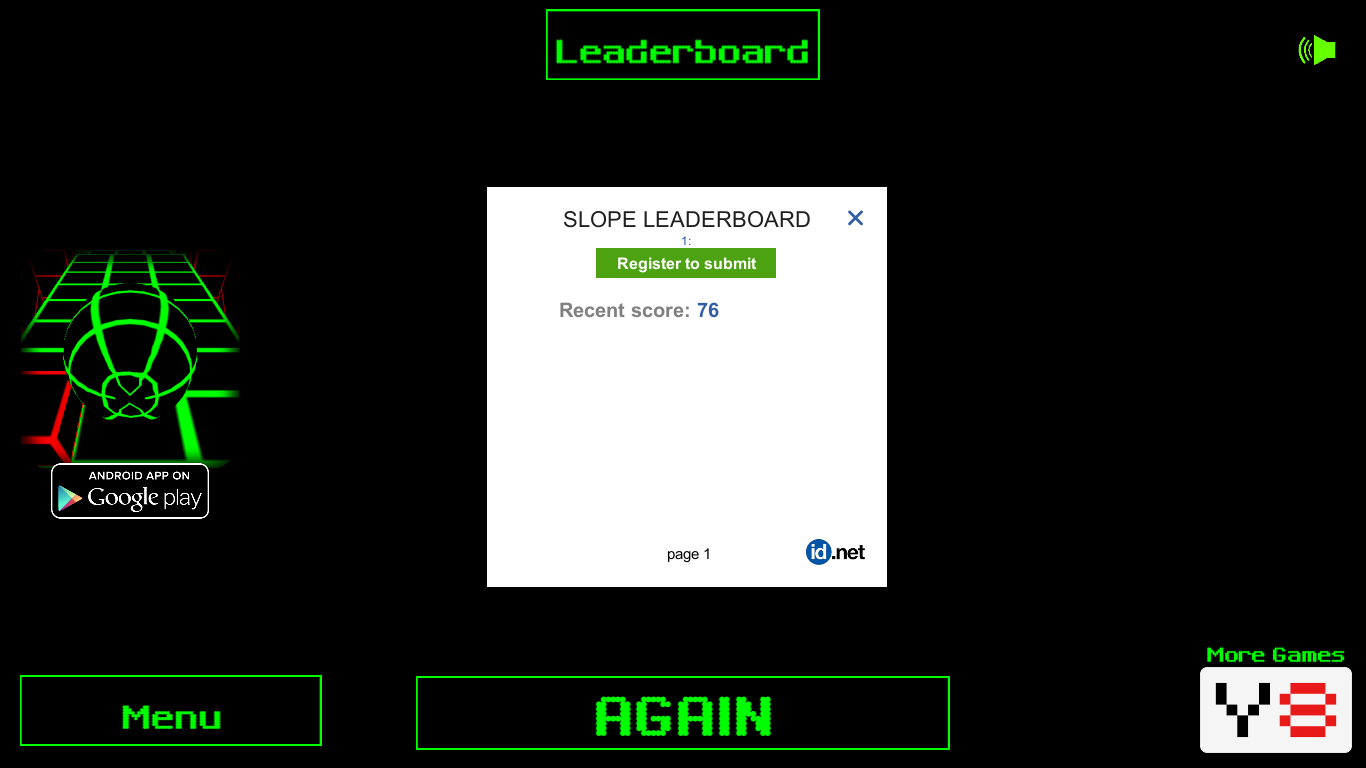 Leaderboard
SLOPE LEADERBOARD
1:
Register to submit
Recent score: 76
ANDROID APP ON
Google play
page 1
id.net
More Games
Y8
Menu
AGAIN